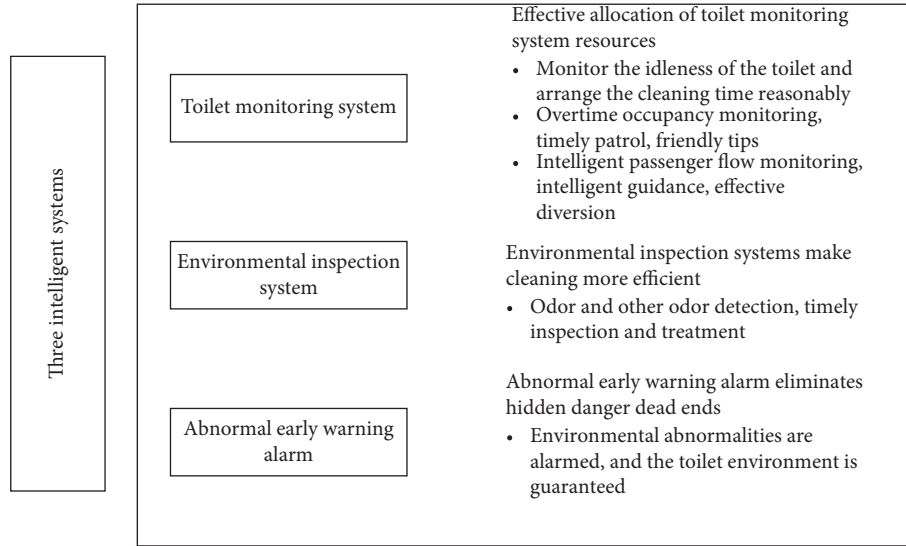 Three intelligent systems
Toilet monitoring system
Effective allocation of toilet monitoring
system resources
• Monitor the idleness of the toilet and
arrange the cleaning time reasonably
• Overtime occupancy monitoring,
timely patrol, friendly tips
• Intelligent passenger flow monitoring,
intelligent guidance, effective
diversion
Environmental inspection
system
Environmental inspection systems make
cleaning more efficient
• Odor and other odor detection, timely
inspection and treatment
Abnormal early warning
alarm
Abnormal early warning alarm eliminates
hidden danger dead ends
• Environmental abnormalities are
alarmed, and the toilet environment is
guaranteed